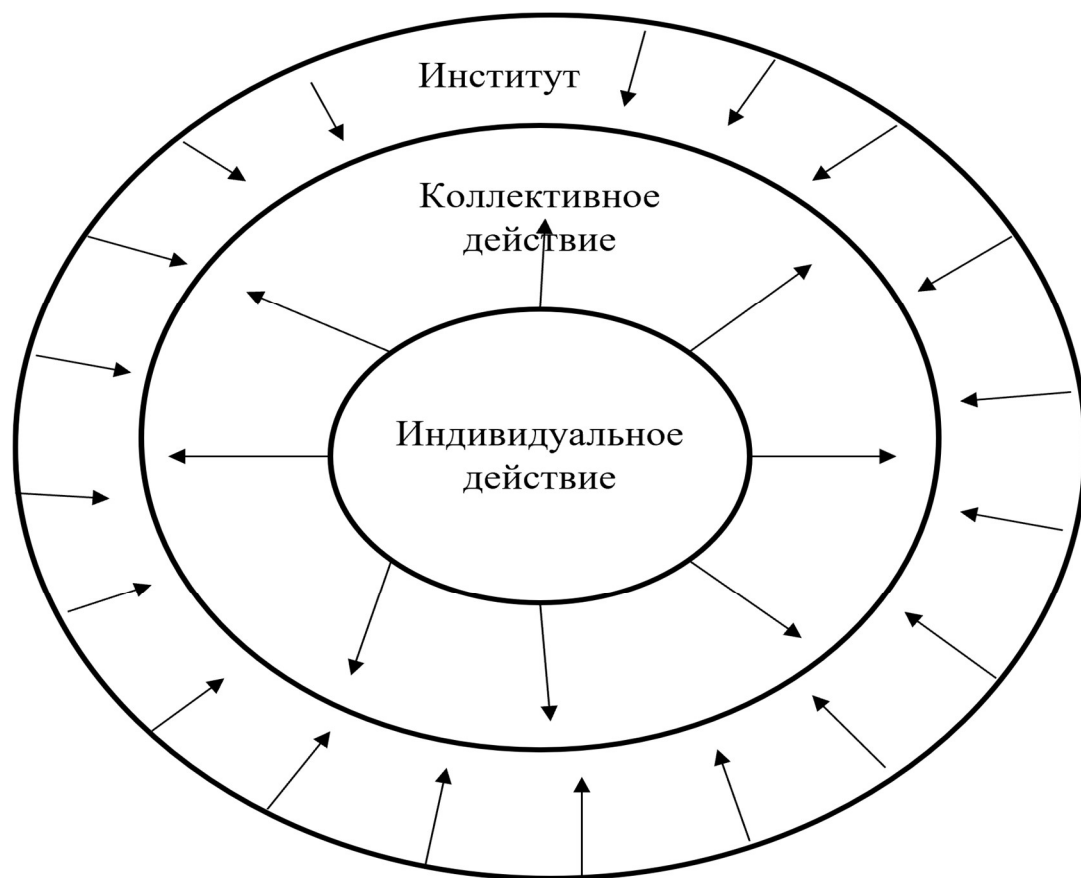 Институт
Коллективное
действие
Индивидуальное
действие